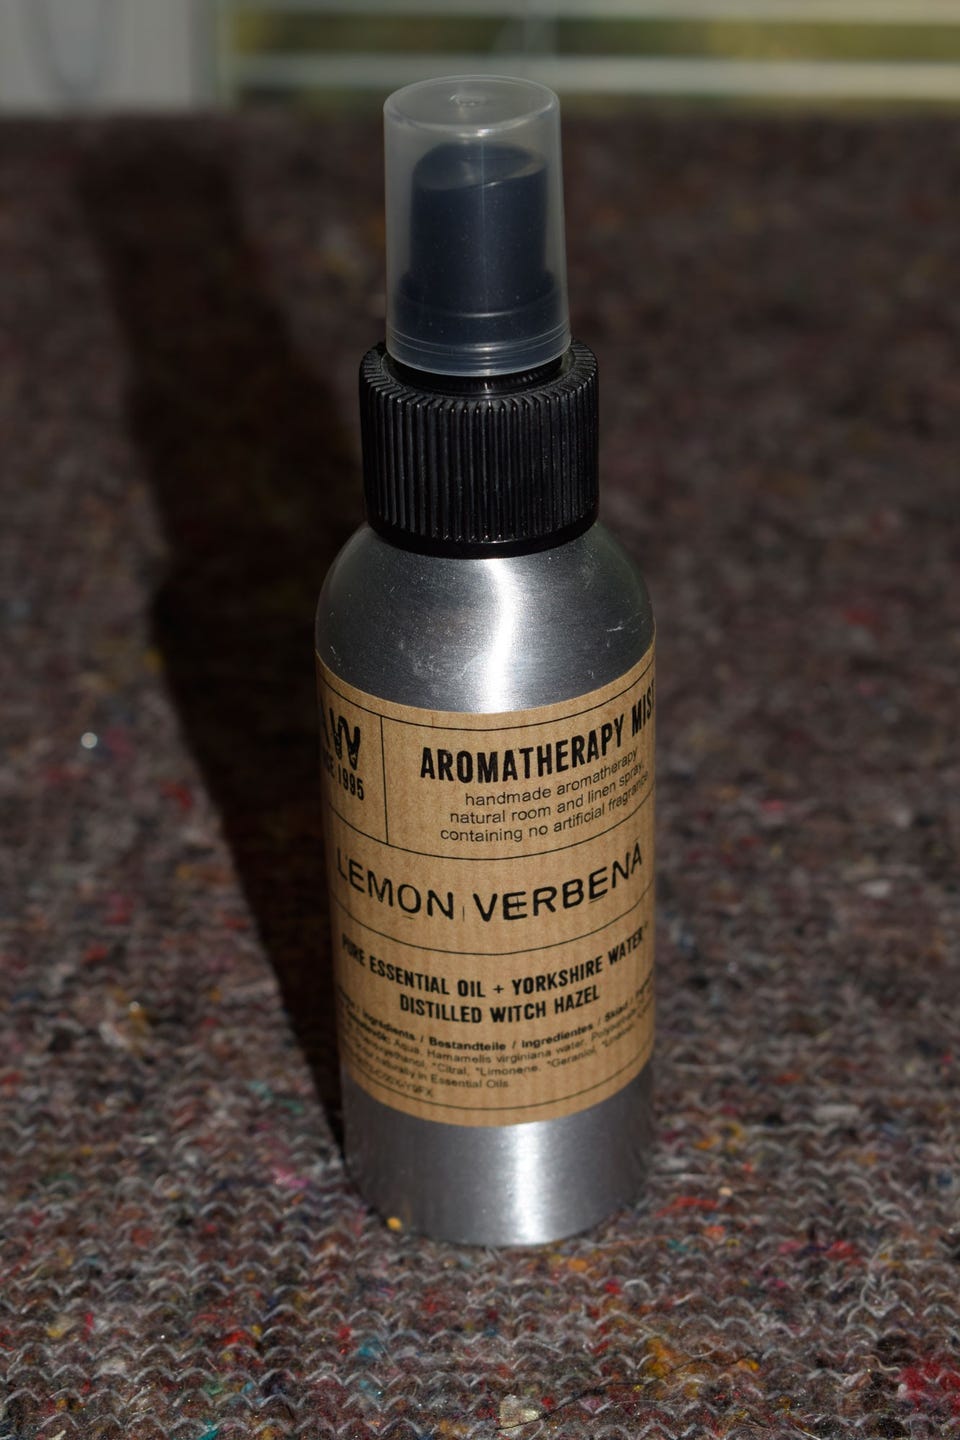 AW
SINCE 1995
AROMATHERAPY MIST
handmade aromatherapy
natural room and linen spray,
containing no artificial fragrance
LEMON VERBENA
PURE ESSENTIAL OIL + YORKSHIRE WATER +
DISTILLED WITCH HAZEL
/ Ingrédients / Bestandteile / Ingredientes /
Aqua, Hamamelis virginiana water,
*Citral, *Limonene, *Geraniol,
naturally in Essential Oils